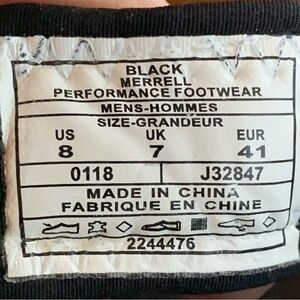 BLACK
MERRELL
PERFORMANCE FOOTWEAR
MENS-HOMMES
SIZE-GRANDEUR
US UK EUR
8 7 41
0118 J32847
MADE IN CHINA
FABRIQUE EN CHINE
2244476